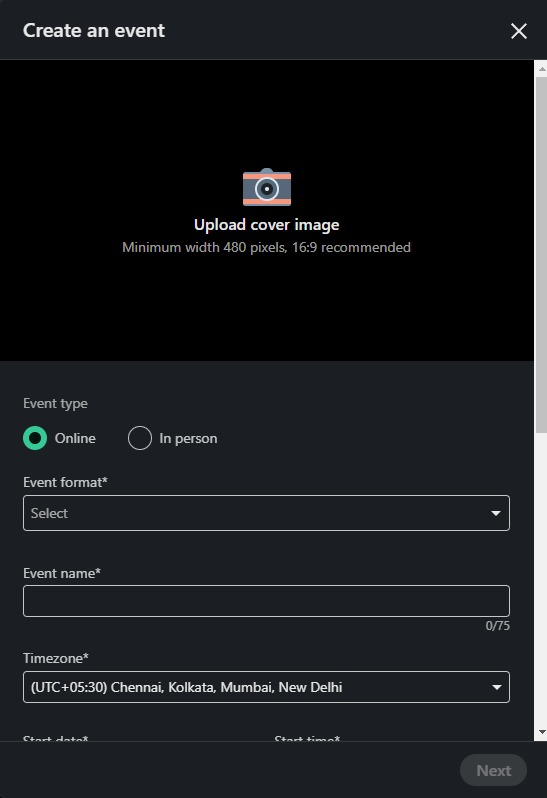 Create an event
Upload cover image
Minimum width 480 pixels, 16:9 recommended
Event type
Online In person
Event format*
Select
Event name*
0/75
Timezone*
(UTC+05:30) Chennai, Kolkata, Mumbai, New Delhi
Start date* Start time*
Next